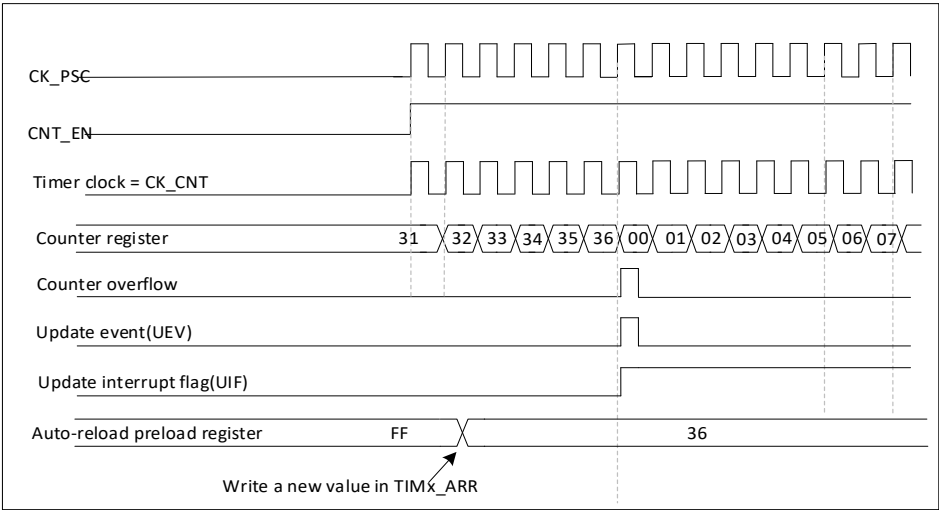 CK_PSC
CNT_EN
Timer clock = CK_CNT
Counter register 31 32 33 34 35 36 00 01 02 03 04 05 06 07
Counter overflow
Update event(UEV)
Update interrupt flag(UIF)
Auto-reload preload register FF 36
Write a new value in TIMx_ARR